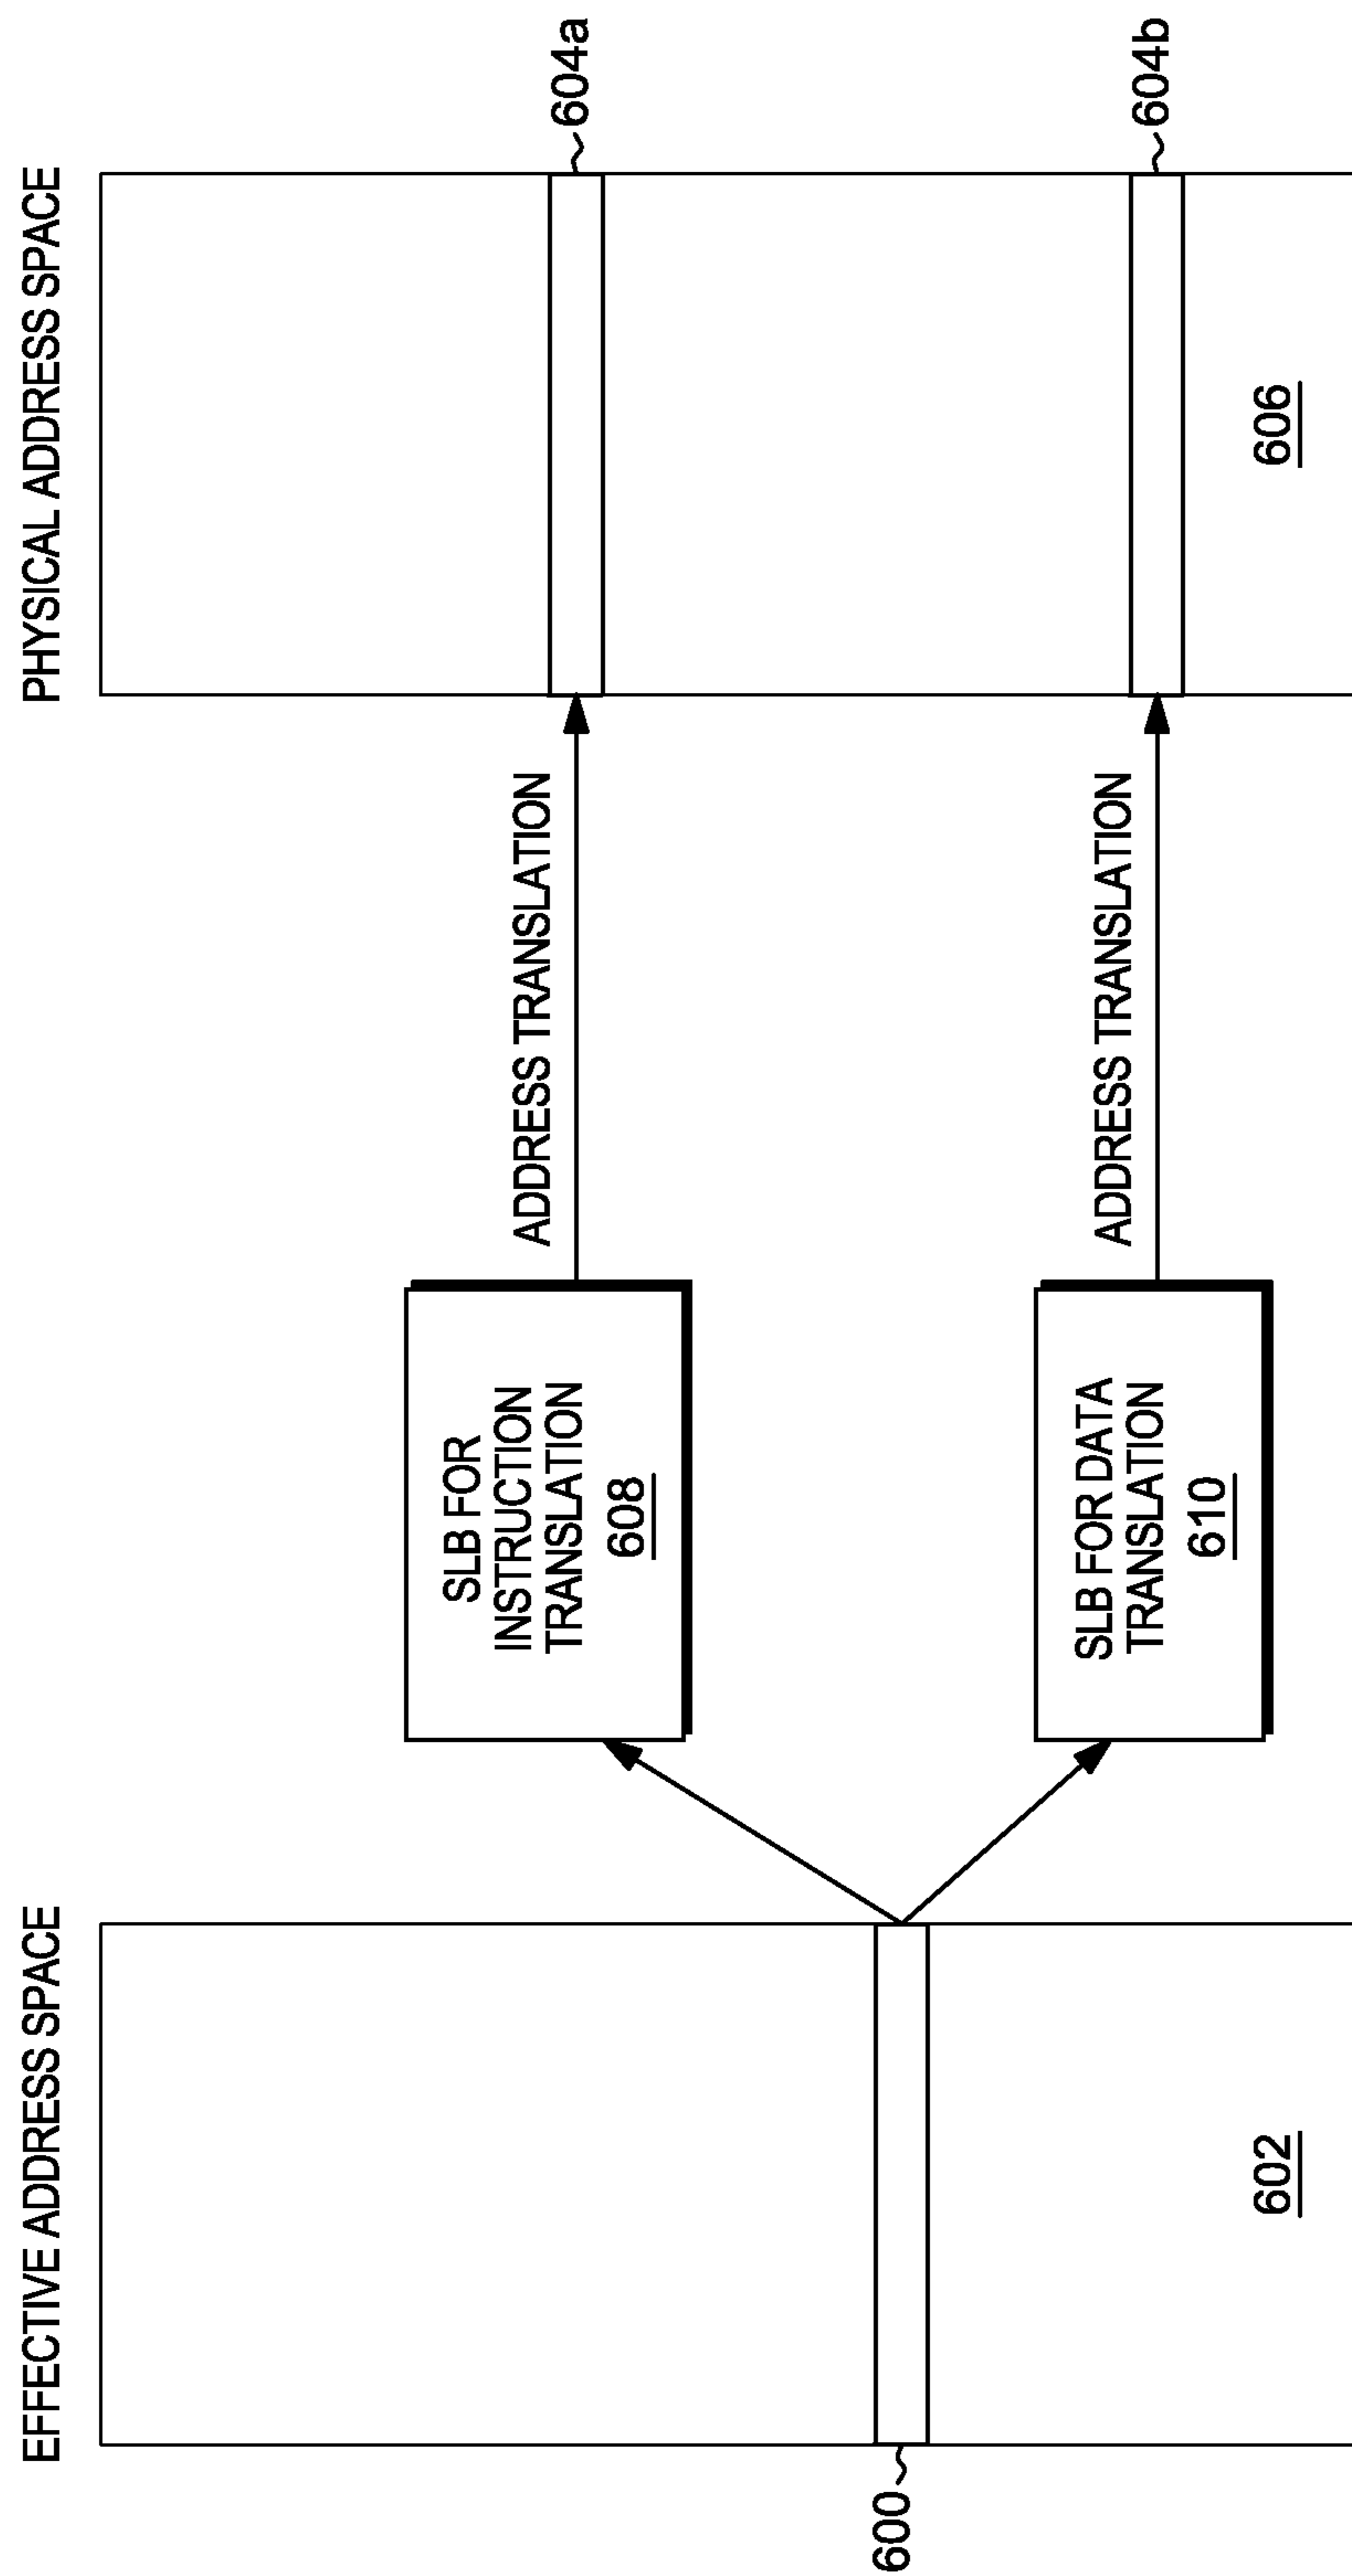 EFFECTIVE ADDRESS SPACE
PHYSICAL ADDRESS SPACE
SLB FOR
INSTRUCTION
TRANSLATION
608
ADDRESS TRANSLATION
604a
600
SLB FOR DATA
TRANSLATION
610
ADDRESS TRANSLATION
604b
602
606